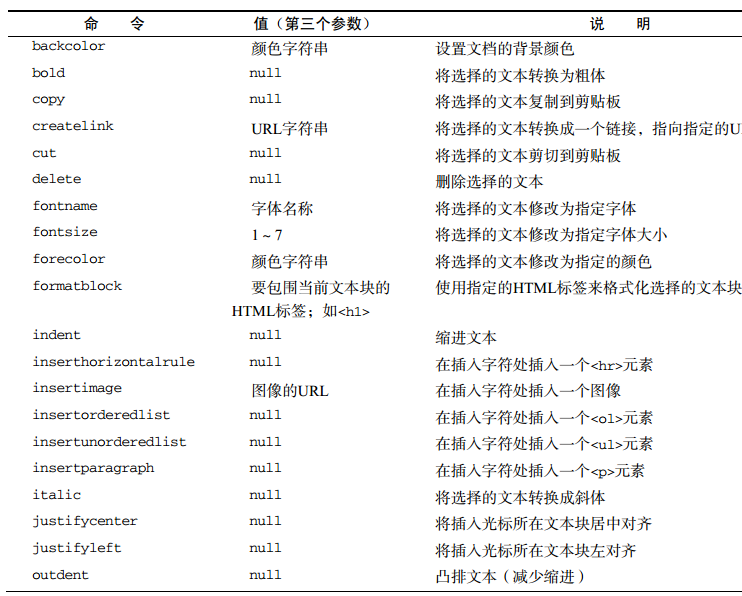 命 令 值（第三个参数） 说 明
backcolor 颜色字符串 设置文档的背景颜色
bold null 将选择的文本转换为粗体
copy null 将选择的文本复制到剪贴板
createlink URL字符串 将选择的文本转换成一个链接，指向指定的U
cut null 将选择的文本剪切到剪贴板
delete null 删除选择的文本
fontname 字体名称 将选择的文本修改为指定字体
fontsize 1 ~ 7 将选择的文本修改为指定字体大小
forecolor 颜色字符串 将选择的文本修改为指定的颜色
formatblock 要包围当前文本块的 使用指定的HTML标签来格式化选择的文本块
HTML标签；如<h1>
indent null 缩进文本
inserthorizontalrule null 在插入字符处插入一个<hr>元素
insertimage 图像的URL 在插入字符处插入一个图像
insertorderedlist null 在插入字符处插入一个<ol>元素
insertunorderedlist null 在插入字符处插入一个<ul>元素
insertparagraph null 在插入字符处插入一个<p>元素
italic null 将选择的文本转换成斜体
justifycenter null 将插入光标所在文本块居中对齐
justifyleft null 将插入光标所在文本块左对齐
outdent null 凸排文本（减少缩进）